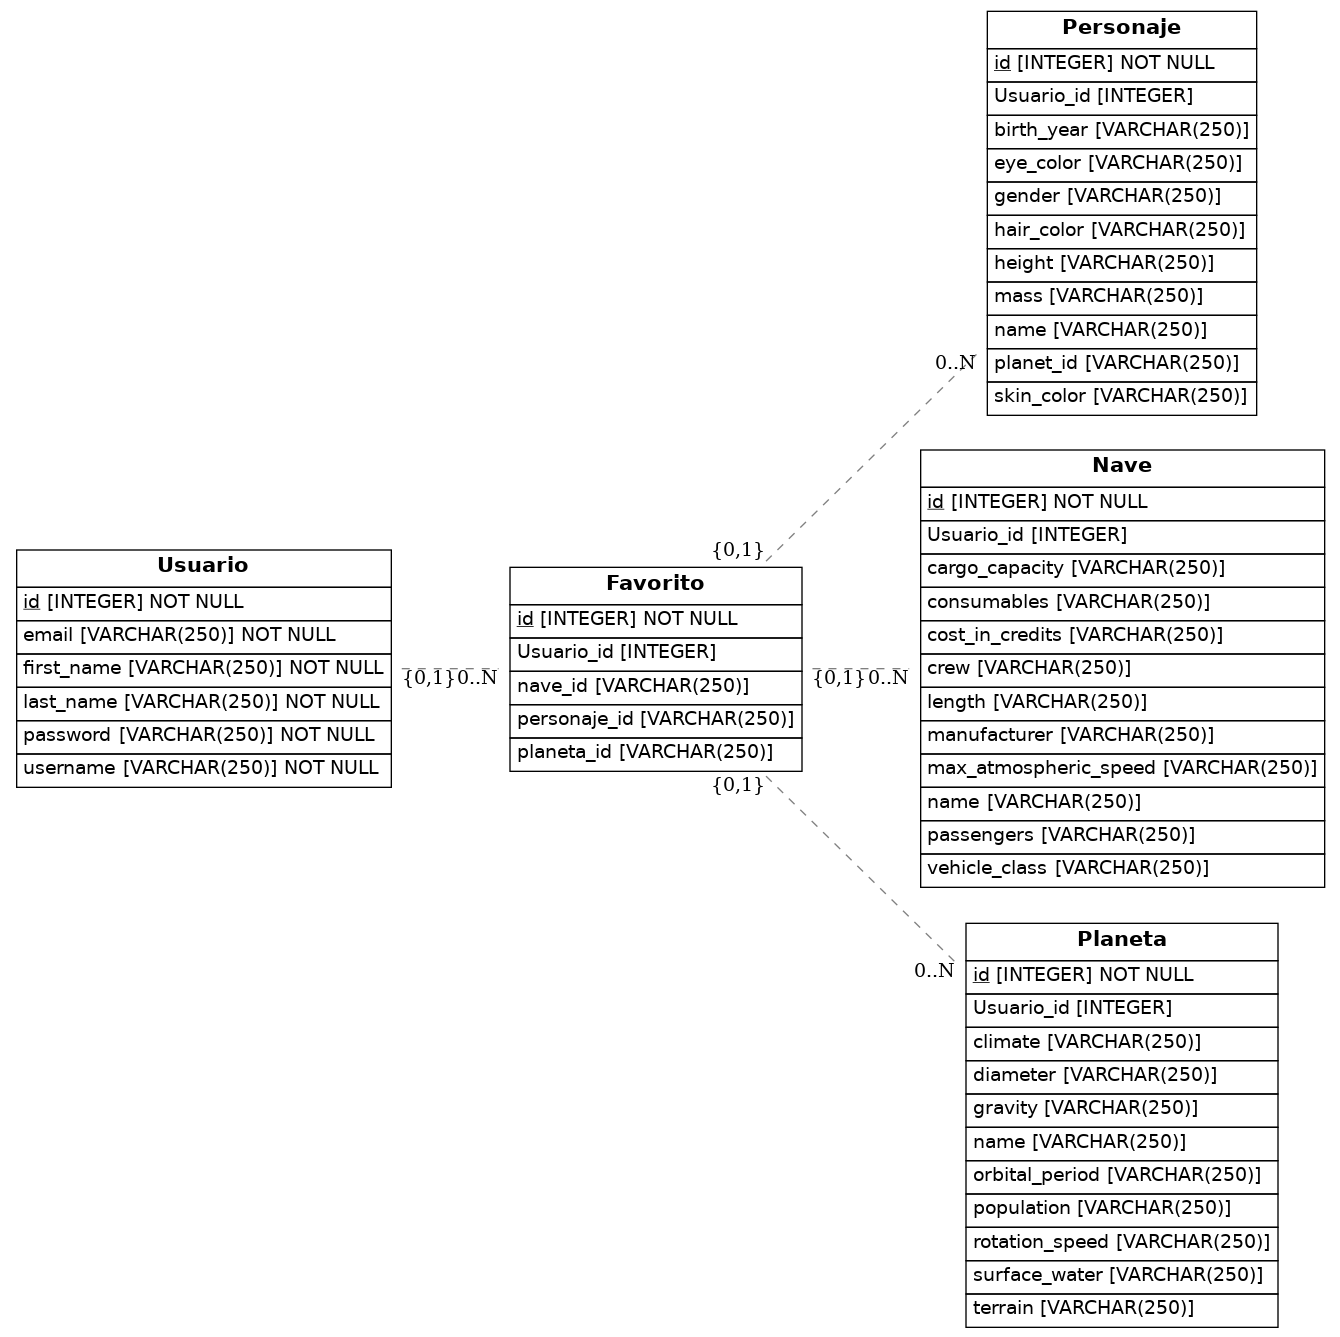 Personaje
id [INTEGER] NOT NULL
Usuario_id [INTEGER]
birth_year [VARCHAR(250)]
eye_color [VARCHAR(250)]
gender [VARCHAR(250)]
hair_color [VARCHAR(250)]
height [VARCHAR(250)]
mass [VARCHAR(250)]
name [VARCHAR(250)]
planet_id [VARCHAR(250)]
skin_color [VARCHAR(250)]
0..N
{0,1}
Nave
id [INTEGER] NOT NULL
Usuario_id [INTEGER]
cargo_capacity [VARCHAR(250)]
consumables [VARCHAR(250)]
cost_in_credits [VARCHAR(250)]
crew [VARCHAR(250)]
length [VARCHAR(250)]
manufacturer [VARCHAR(250)]
max_atmospheric_speed [VARCHAR(250)]
name [VARCHAR(250)]
passengers [VARCHAR(250)]
vehicle_class [VARCHAR(250)]
Usuario
id [INTEGER] NOT NULL
email [VARCHAR(250)] NOT NULL
first_name [VARCHAR(250)] NOT NULL
last_name [VARCHAR(250)] NOT NULL
password [VARCHAR(250)] NOT NULL
username [VARCHAR(250)] NOT NULL
{0,1} 0..N
Favorito
id [INTEGER] NOT NULL
Usuario_id [INTEGER]
nave_id [VARCHAR(250)]
personaje_id [VARCHAR(250)]
planeta_id [VARCHAR(250)]
{0,1} 0..N
{0,1}
0..N
Planeta
id [INTEGER] NOT NULL
Usuario_id [INTEGER]
climate [VARCHAR(250)]
diameter [VARCHAR(250)]
gravity [VARCHAR(250)]
name [VARCHAR(250)]
orbital_period [VARCHAR(250)]
population [VARCHAR(250)]
rotation_speed [VARCHAR(250)]
surface_water [VARCHAR(250)]
terrain [VARCHAR(250)]